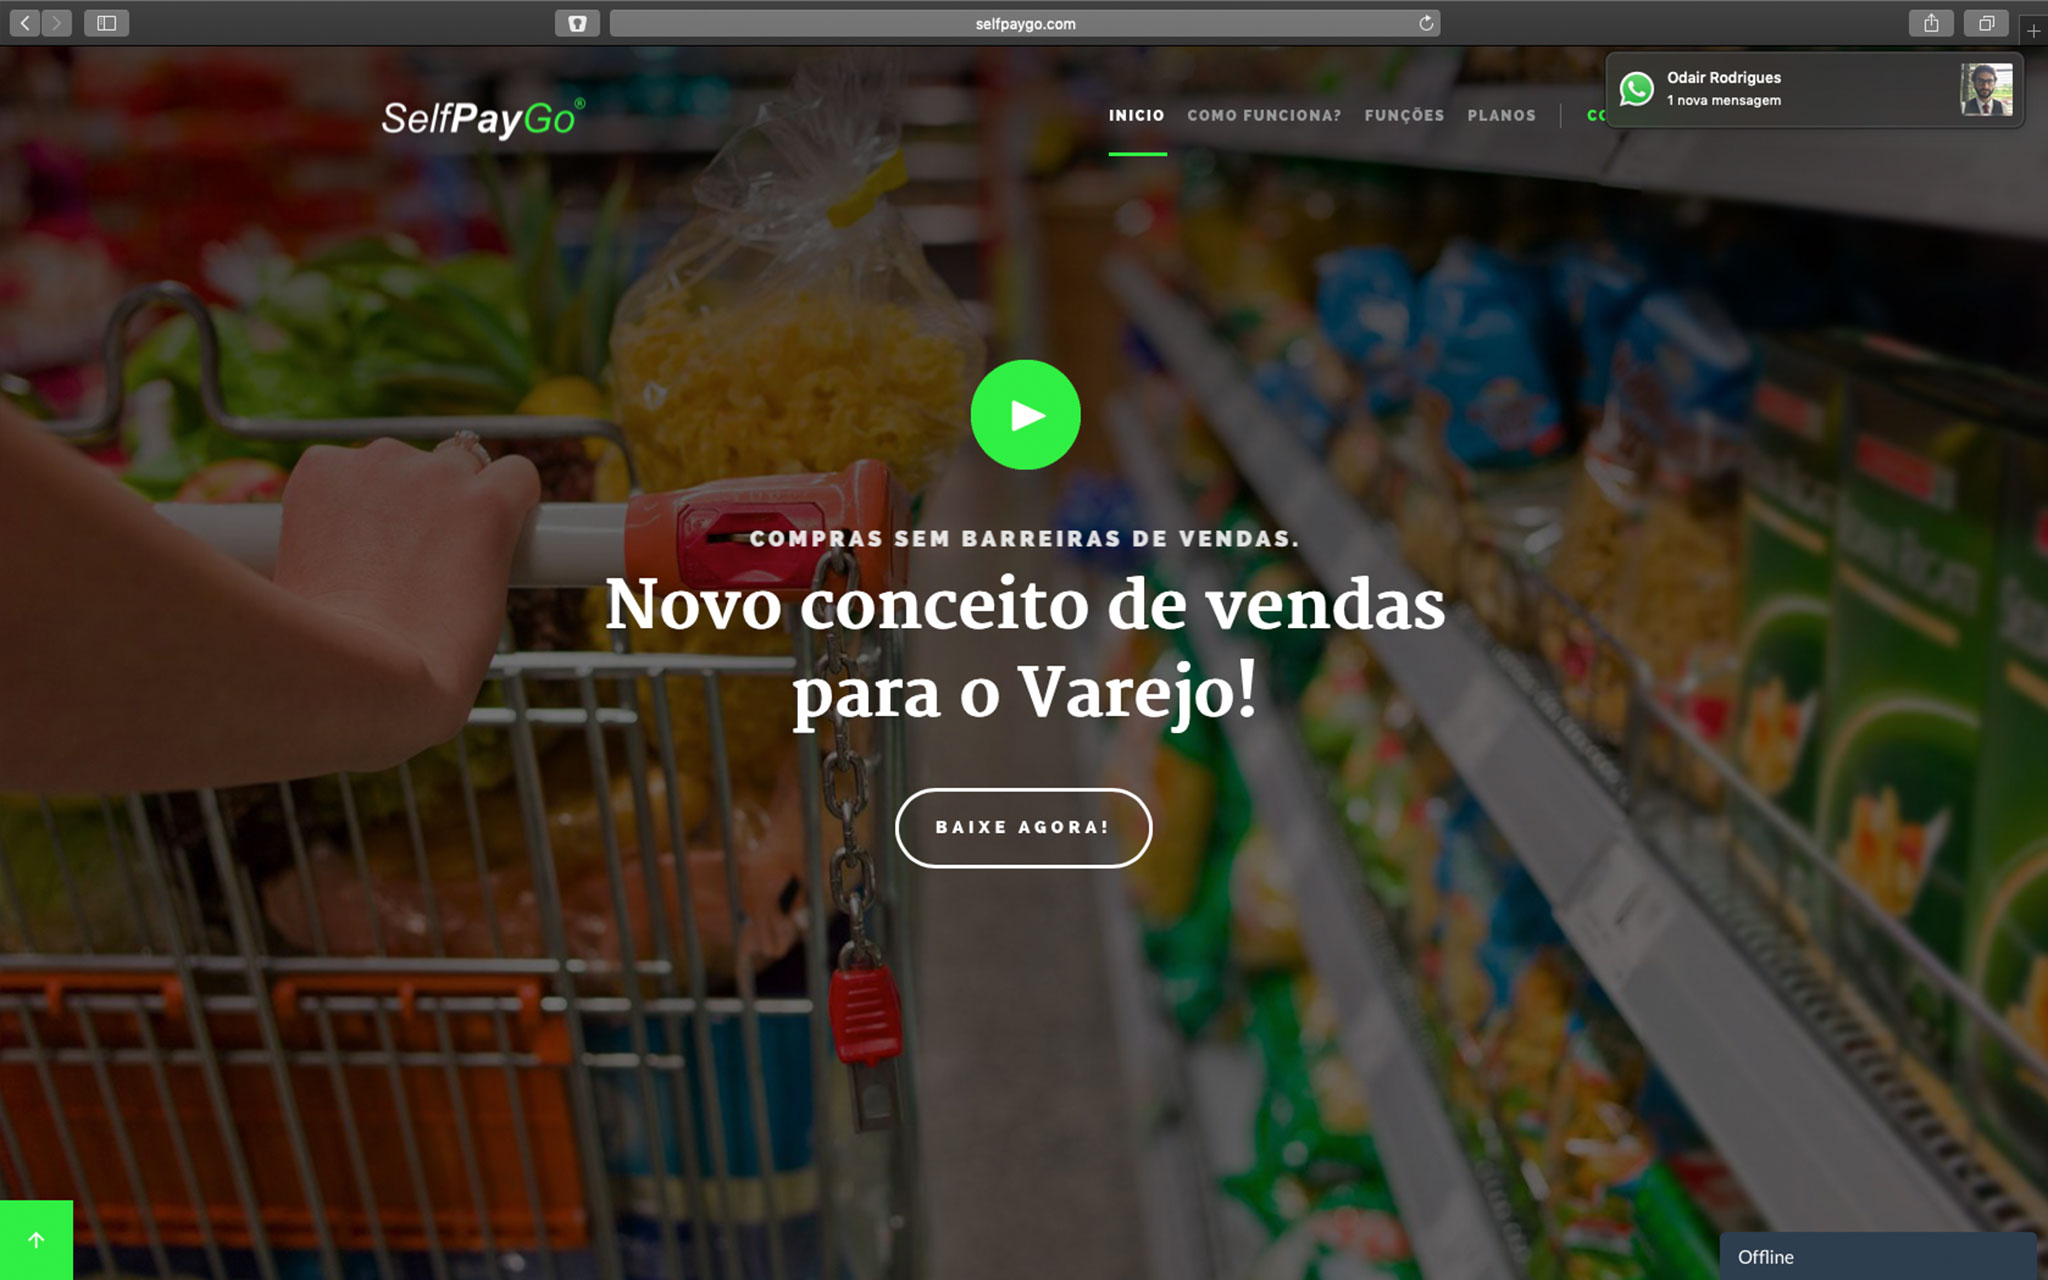 selfpaygo.com
Odair Rodrigues
1 nova mensagem
SelfPayGo®
INICIO COMO FUNCIONA? FUNÇÕES PLANOS
COMPRAS SEM BARREIRAS DE VENDAS.
Novo conceito de vendas
para o Varejo!
BAIXE AGORA!
Offline